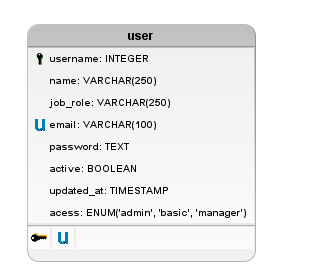 user
username: INTEGER
name: VARCHAR(250)
job_role: VARCHAR(250)
U email: VARCHAR(100)
password: TEXT
active: BOOLEAN
updated_at: TIMESTAMP
acess: ENUM('admin', 'basic', 'manager')
U